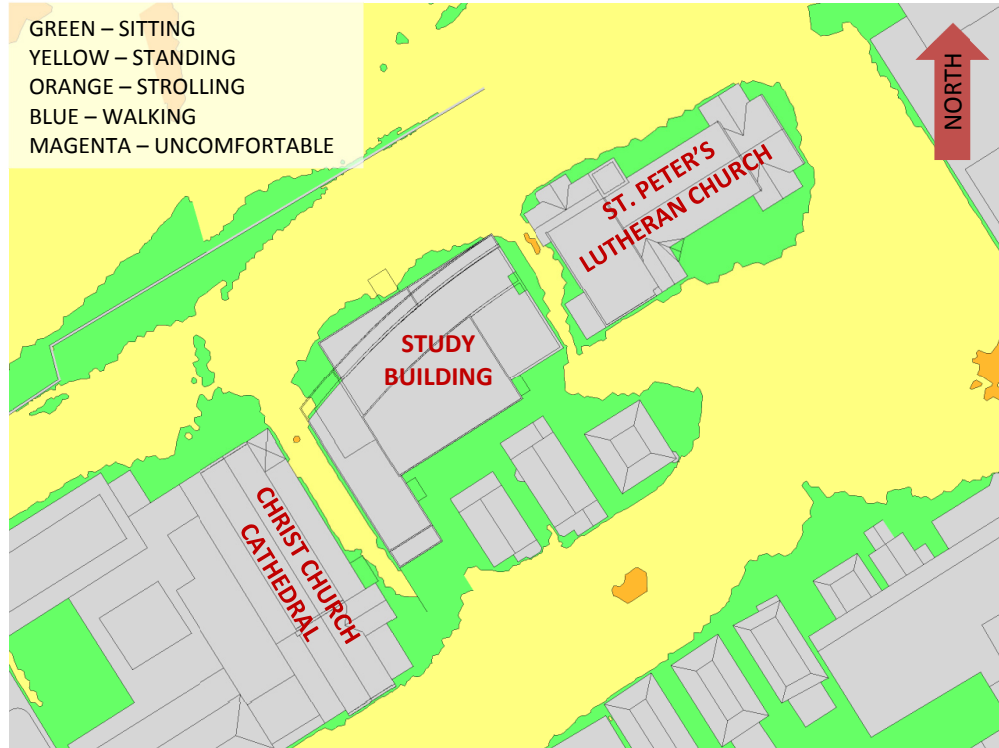 GREEN – SITTING
YELLOW – STANDING
ORANGE – STROLLING
BLUE – WALKING
MAGENTA – UNCOMFORTABLE
NORTH
ST. PETER’S
LUTHERAN CHURCH
STUDY
BUILDING
CHRIST CHURCH
CATHEDRAL